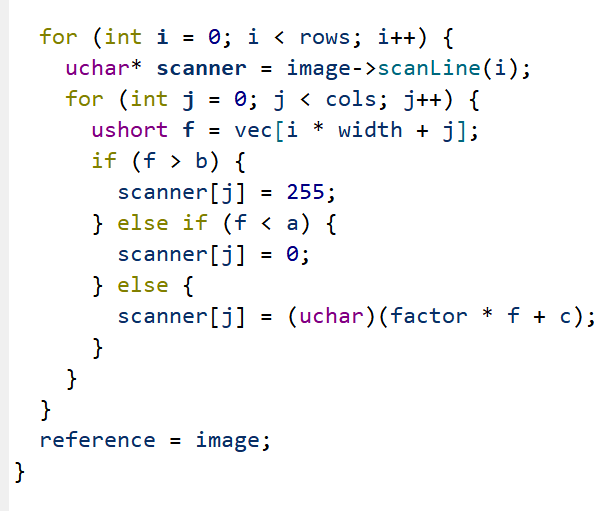 for (int i = 0; i < rows; i++) {
uchar* scanner = image->scanLine(i);
for (int j = 0; j < cols; j++) {
ushort f = vec[i * width + j];
if (f > b) {
scanner[j] = 255;
} else if (f < a) {
scanner[j] = 0;
} else {
scanner[j] = (uchar)(factor * f + c);
}
}
}
reference = image;
}